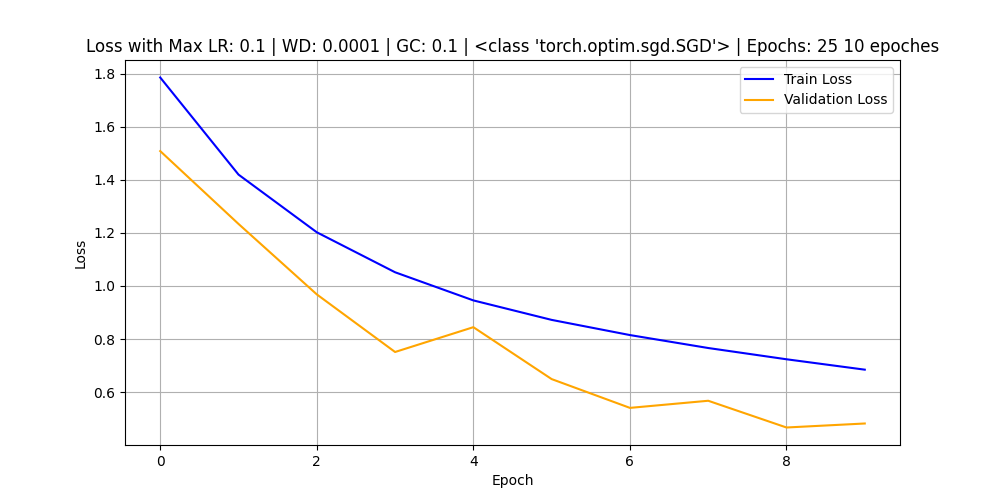 Loss with Max LR: 0.1 | WD: 0.0001 | GC: 0.1 | <class 'torch.optim.sgd.SGD'> | Epochs: 25 10 epoches
Train Loss
Validation Loss
1.8
1.6
1.4
1.2
1.0
0.8
0.6
Loss
0 2 4 6 8
Epoch